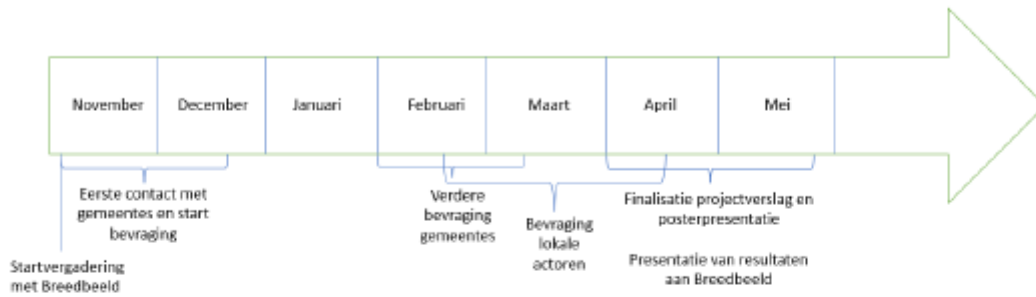 November
December
Januari
Februari
Maart
April
Mei
Eerste contact met
gemeentes en start
bevraging
Startvergadering
met Breedbeeld
Verdere
bevraging
gemeentes
Bevraging
lokale
actoren
Finalisatie projectverslag en
posterpresentatie
Presentatie van resultaten
aan Breedbeeld